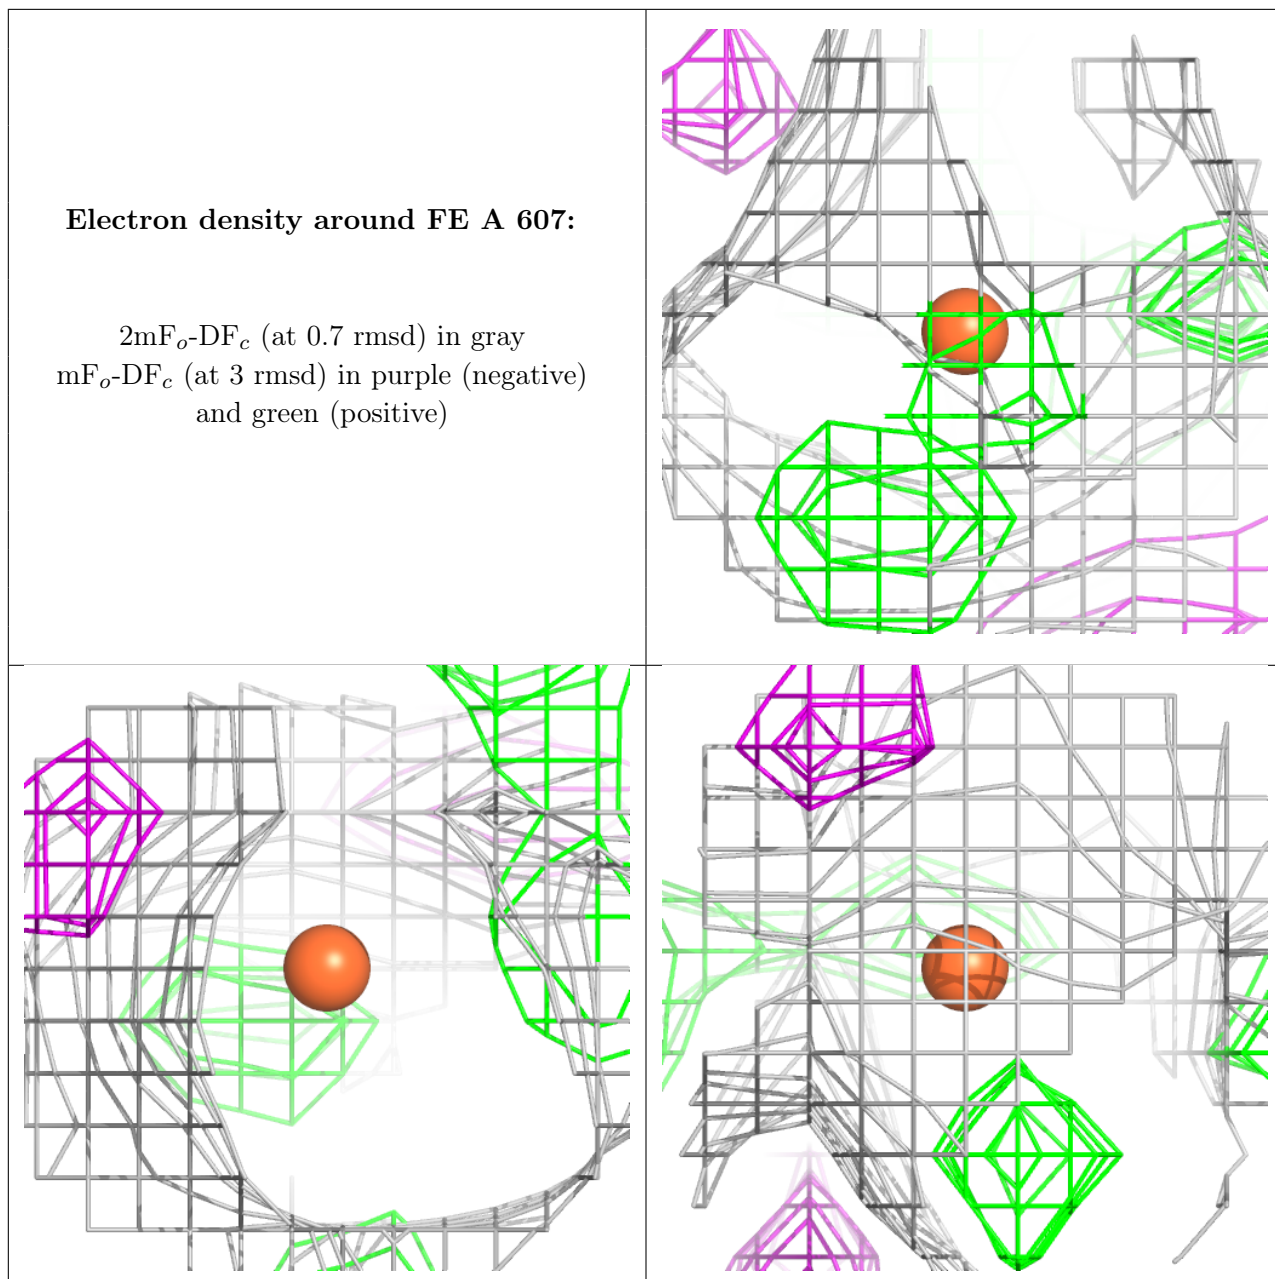 Electron density around FE A 607:
2mFo-DFc (at 0.7 rmsd) in gray
mFo-DFc (at 3 rmsd) in purple (negative)
and green (positive)